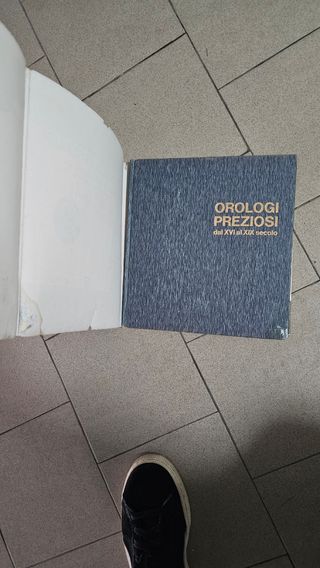 OROLOGI
PREZIOSI
dal XVI al XIX secolo